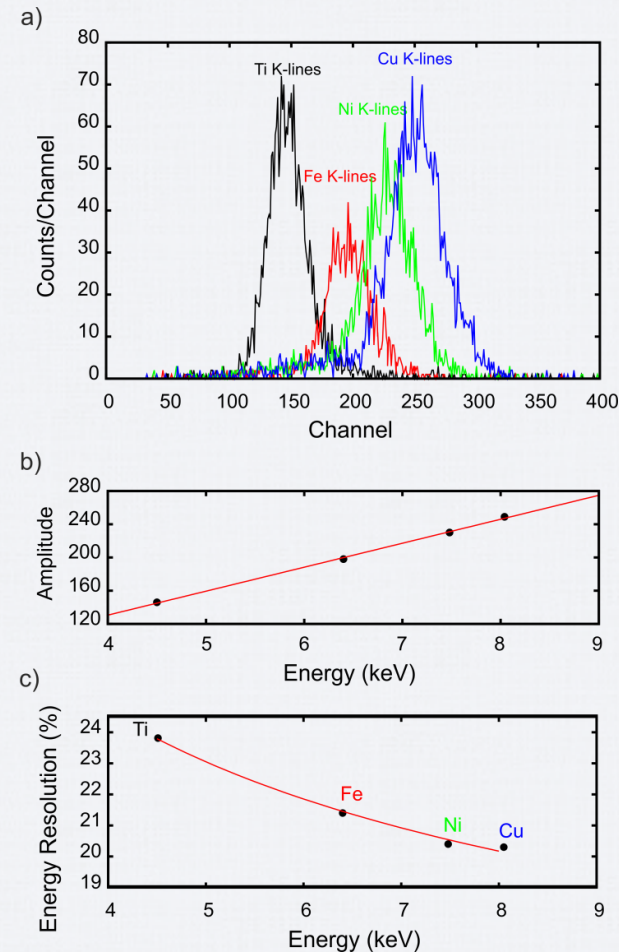 a)
80
70
60
50
40
30
20
10
0
Ti K-lines
Cu K-lines
Ni K-lines
Fe K-lines
Counts/Channel
0 50 100 150 200 250 300 350 400
Channel
b)
280
240
200
160
120
Amplitude
4 5 6 7 8 9
Energy (keV)
c)
24
23
22
21
20
19
Energy Resolution (%)
Ti
Fe
Ni
Cu
4 5 6 7 8 9
Energy (keV)